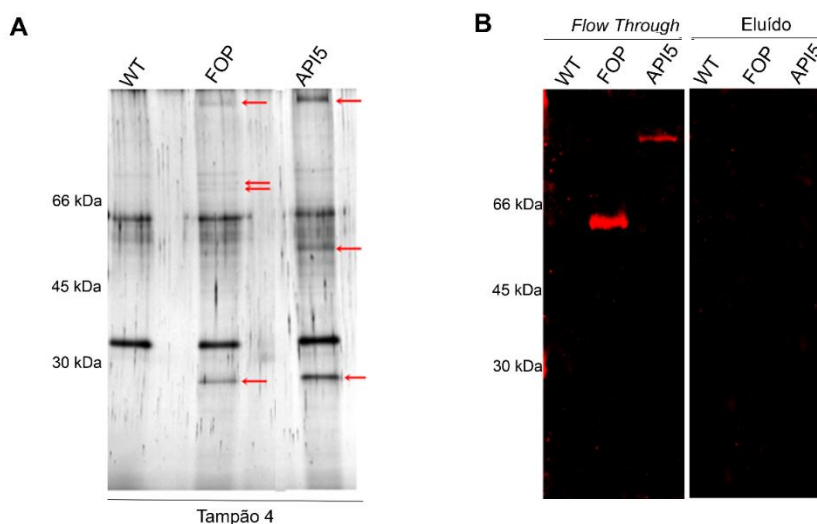 A
WT
FOP
API5
66 kDa
45 kDa
30 kDa
Tampão 4
B
Flow Through
Eluído
WT
FOP
API5
WT
FOP
API5
66 kDa
45 kDa
30 kDa